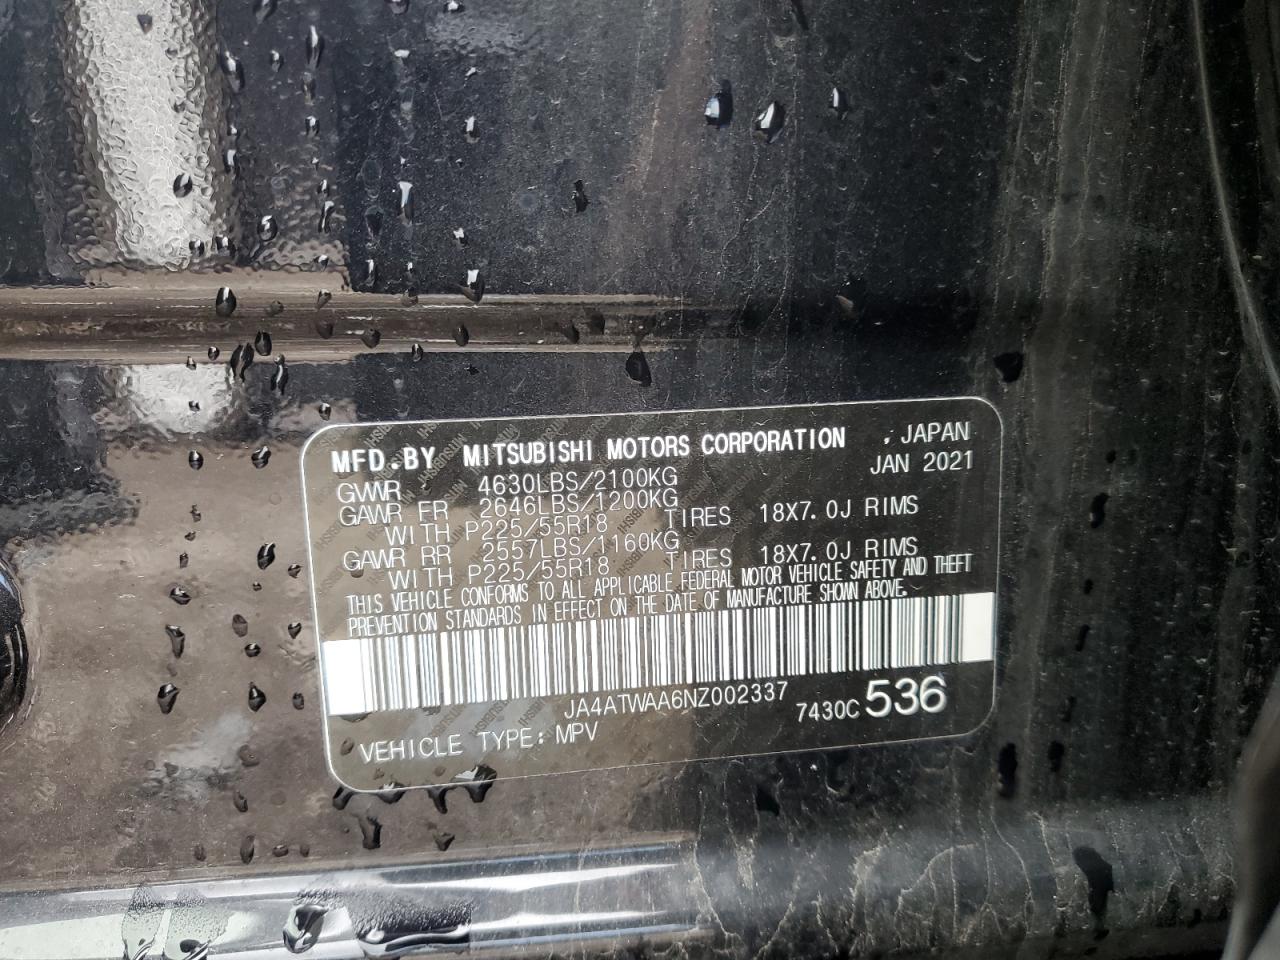 MFD.BY MITSUBISHI MOTORS CORPORATION , JAPAN
JAN 2021
GVWR 4630LBS/2100KG
GAWR FR 2646LBS/1200KG
WITH P225/55R18 TIRES 18X7.0J RIMS
GAWR RR 2557LBS/1160KG
WITH P225/55R18 TIRES 18X7.0J RIMS
THIS VEHICLE CONFORMS TO ALL APPLICABLE FEDERAL MOTOR VEHICLE SAFETY AND THEFT
PREVENTION STANDARDS IN EFFECT ON THE DATE OF MANUFACTURE SHOWN ABOVE.
JA4ATWAA6NZ002337 7430C 536
VEHICLE TYPE: MPV